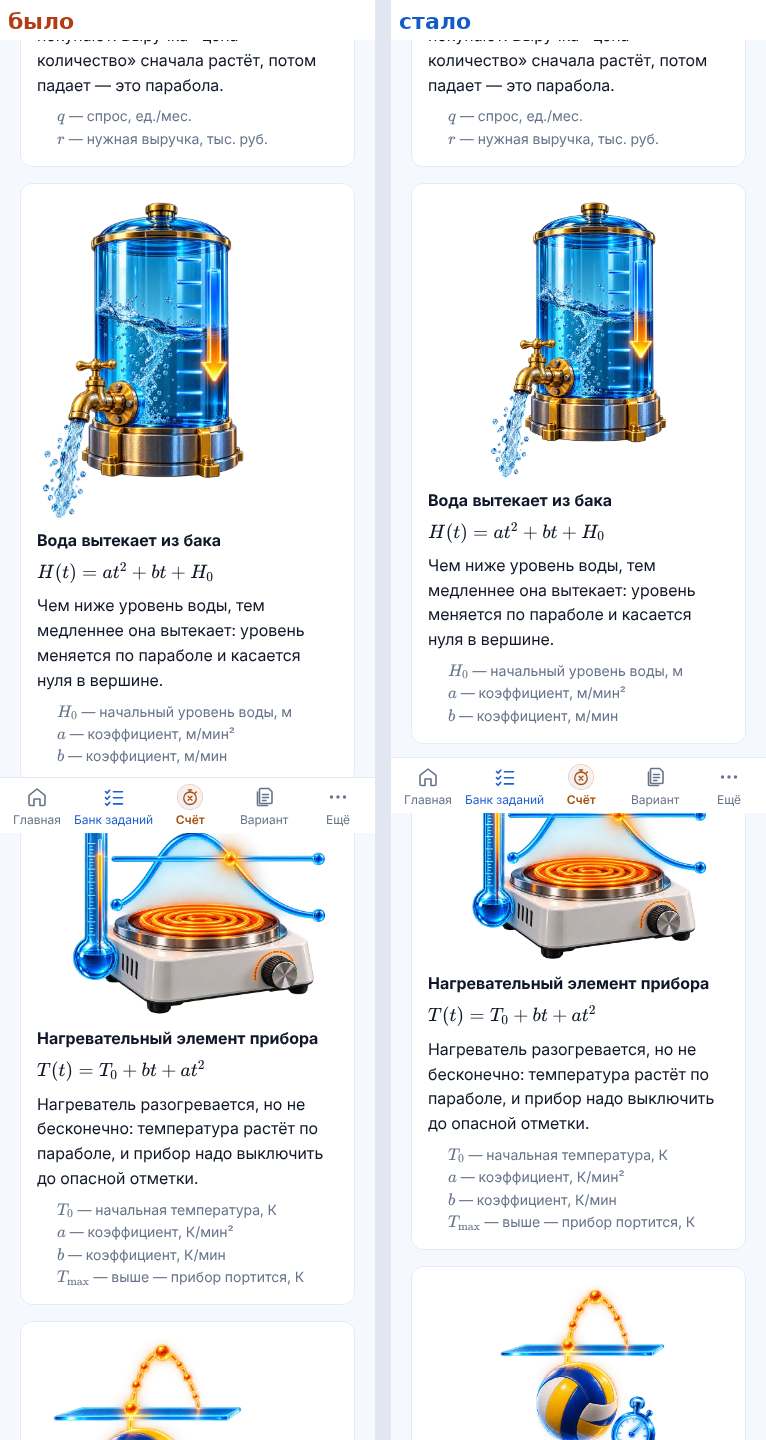 было
количество» сначала растёт, потом
падает — это парабола.
q — спрос, ед./мес.
r — нужная выручка, тыс. руб.
Вода вытекает из бака
H(t) = at² + bt + H₀
Чем ниже уровень воды, тем
медленнее она вытекает: уровень
меняется по параболе и касается
нуля в вершине.
H₀ — начальный уровень воды, м
a — коэффициент, м/мин²
b — коэффициент, м/мин
Главная Банк заданий Счёт Вариант Ещё
Нагревательный элемент прибора
T(t) = T₀ + bt + at²
Нагреватель разогревается, но не
бесконечно: температура растёт по
параболе, и прибор надо выключить
до опасной отметки.
T₀ — начальная температура, К
a — коэффициент, К/мин²
b — коэффициент, К/мин
Tmax — выше — прибор портится, К
стало
количество» сначала растёт, потом
падает — это парабола.
q — спрос, ед./мес.
r — нужная выручка, тыс. руб.
Вода вытекает из бака
H(t) = at² + bt + H₀
Чем ниже уровень воды, тем
медленнее она вытекает: уровень
меняется по параболе и касается
нуля в вершине.
H₀ — начальный уровень воды, м
a — коэффициент, м/мин²
b — коэффициент, м/мин
Главная Банк заданий Счёт Вариант Ещё
Нагревательный элемент прибора
T(t) = T₀ + bt + at²
Нагреватель разогревается, но не
бесконечно: температура растёт по
параболе, и прибор надо выключить
до опасной отметки.
T₀ — начальная температура, К
a — коэффициент, К/мин²
b — коэффициент, К/мин
Tmax — выше — прибор портится, К